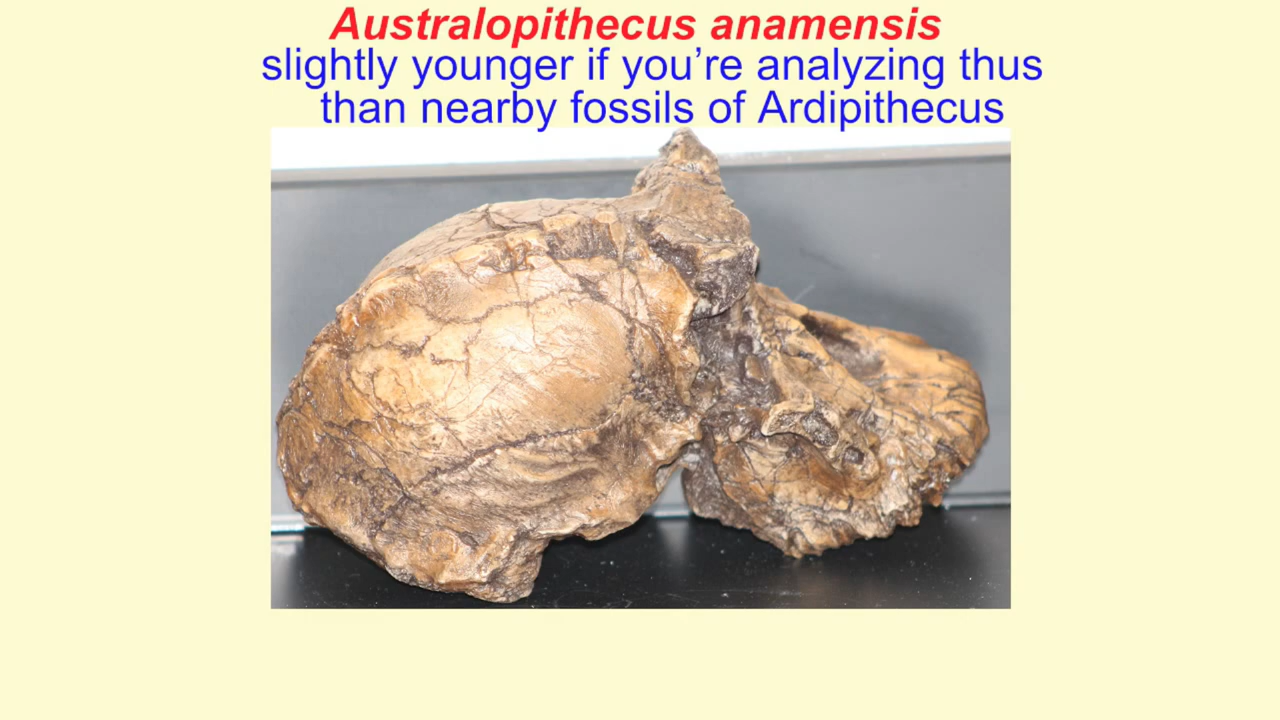 Australopithecus anamensis
slightly younger if you’re analyzing thus
than nearby fossils of Ardipithecus